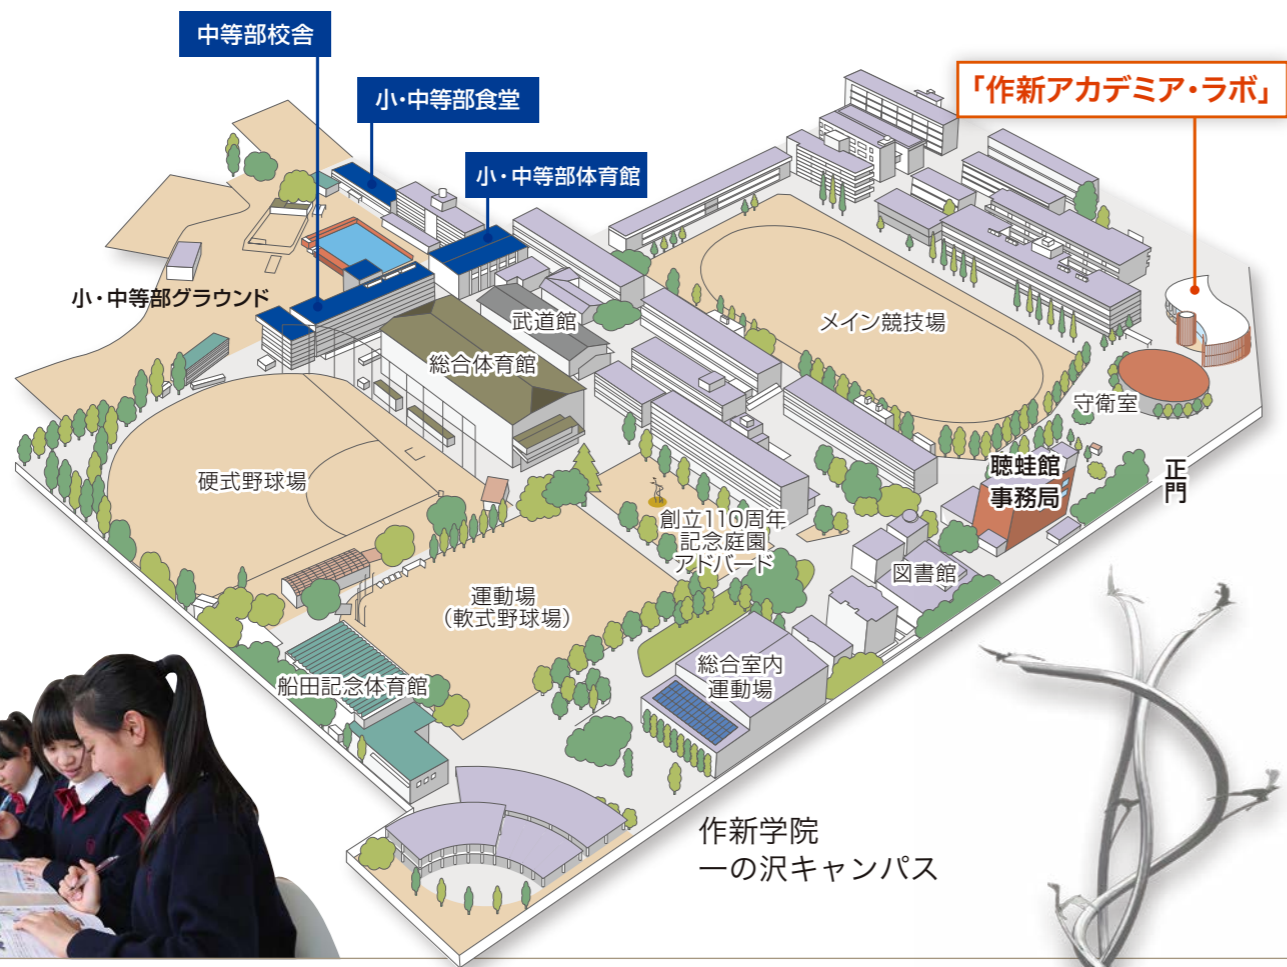 中等部校舎
小・中等部食堂
「作新アカデミア・ラボ」
小・中等部体育館
小・中等部グラウンド
武道館
メイン競技場
総合体育館
守衛室
硬式野球場
聴蛙館
事務局
正門
創立110周年
記念庭園
アドバード
図書館
運動場
（軟式野球場）
総合室内
運動場
船田記念体育館
作新学院
一の沢キャンパス